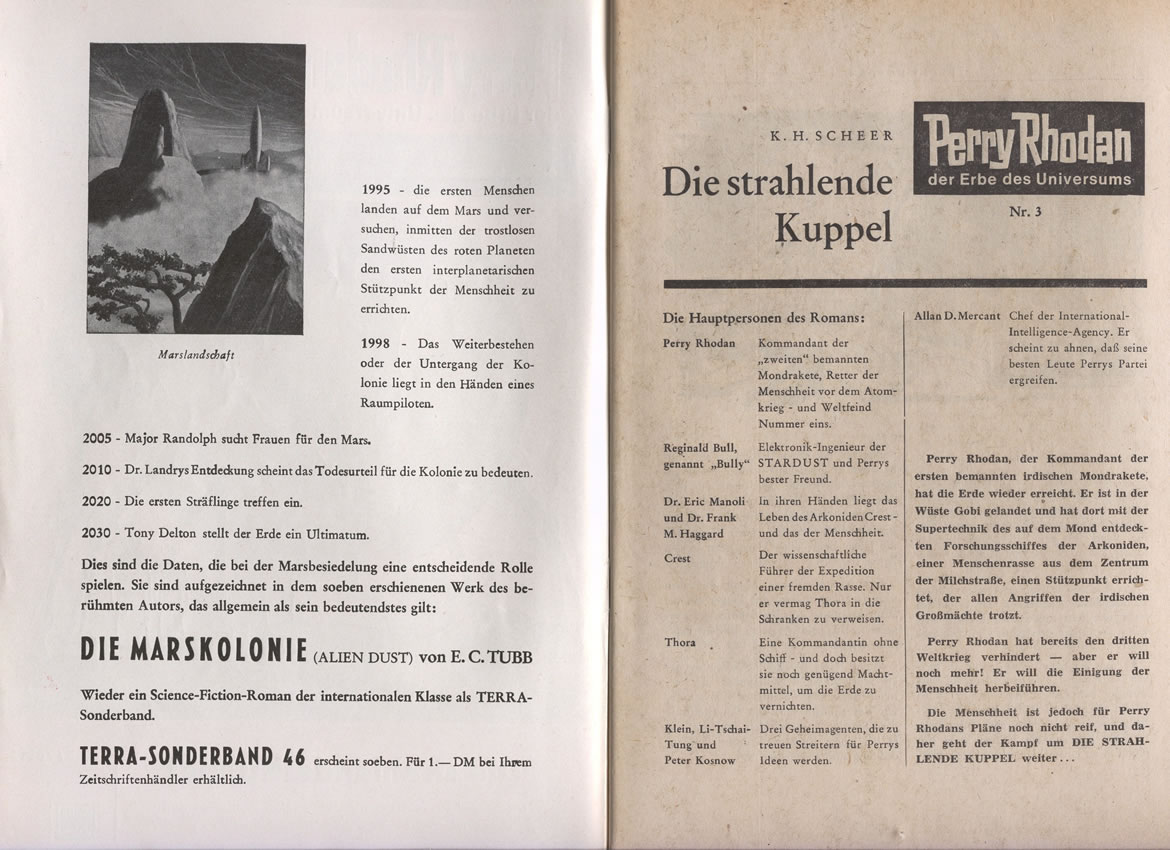 Marslandschaft
1995 - die ersten Menschen
landen auf dem Mars und ver-
suchen, inmitten der trostlosen
Sandwüsten des roten Planeten
den ersten interplanetarischen
Stützpunkt der Menschheit zu
errichten.
1998 - Das Weiterbestehen
oder der Untergang der Ko-
lonie liegt in den Händen eines
Raumpiloten.
2005 - Major Randolph sucht Frauen für den Mars.
2010 - Dr. Landrys Entdeckung scheint das Todesurteil für die Kolonie zu bedeuten.
2020 - Die ersten Sträflinge treffen ein.
2030 - Tony Delton stellt der Erde ein Ultimatum.
Dies sind die Daten, die bei der Marsbesiedelung eine entscheidende Rolle
spielen. Sie sind aufgezeichnet in dem soeben erschienenen Werk des be-
rühmten Autors, das allgemein als sein bedeutendstes gilt:
DIE MARSKOLONIE (ALIEN DUST) von E. C. TUBB
Wieder ein Science-Fiction-Roman der internationalen Klasse als TERRA-
Sonderband.
TERRA-SONDERBAND 46 erscheint soeben. Für 1.— DM bei Ihrem
Zeitschriftenhändler erhältlich.
K. H. SCHEER
Die strahlende
Kuppel
Perry Rhodan
der Erbe des Universums
Nr. 3
Die Hauptpersonen des Romans:
Perry Rhodan Kommandant der
„zweiten“ bemannten
Mondrakete, Retter der
Menschheit vor dem Atom-
krieg - und Weltfeind
Nummer eins.
Reginald Bull, Elektronik-Ingenieur der
genannt „Bully“ STARDUST und Perrys
bester Freund.
Dr. Eric Manoli In ihren Händen liegt das
und Dr. Frank Leben des Arkoniden Crest -
M. Haggard und das der Menschheit.
Crest Der wissenschaftliche
Führer der Expedition
einer fremden Rasse. Nur
er vermag Thora in die
Schranken zu verweisen.
Thora Eine Kommandantin ohne
Schiff - und doch besitzt
sie noch genügend Macht-
mittel, um die Erde zu
vernichten.
Klein, Li-Tschai- Drei Geheimagenten, die zu
Tung und treuen Streitern für Perrys
Peter Kosnow Ideen werden.
Allan D. Mercant Chef der International-
Intelligence-Agency. Er
scheint zu ahnen, daß seine
besten Leute Perrys Partei
ergreifen.
Perry Rhodan, der Kommandant der
ersten bemannten irdischen Mondrakete,
hat die Erde wieder erreicht. Er ist in der
Wüste Gobi gelandet und hat dort mit der
Supertechnik des auf dem Mond entdeck-
ten Forschungsschiffes der Arkoniden,
einer Menschenrasse aus dem Zentrum
der Milchstraße, einen Stützpunkt errich-
tet, der allen Angriffen der irdischen
Großmächte trotzt.
Perry Rhodan hat bereits den dritten
Weltkrieg verhindert — aber er will
noch mehr! Er will die Einigung der
Menschheit herbeiführen.
Die Menschheit ist jedoch für Perry
Rhodans Pläne noch nicht reif, und da-
her geht der Kampf um DIE STRAH-
LENDE KUPPEL weiter . . .